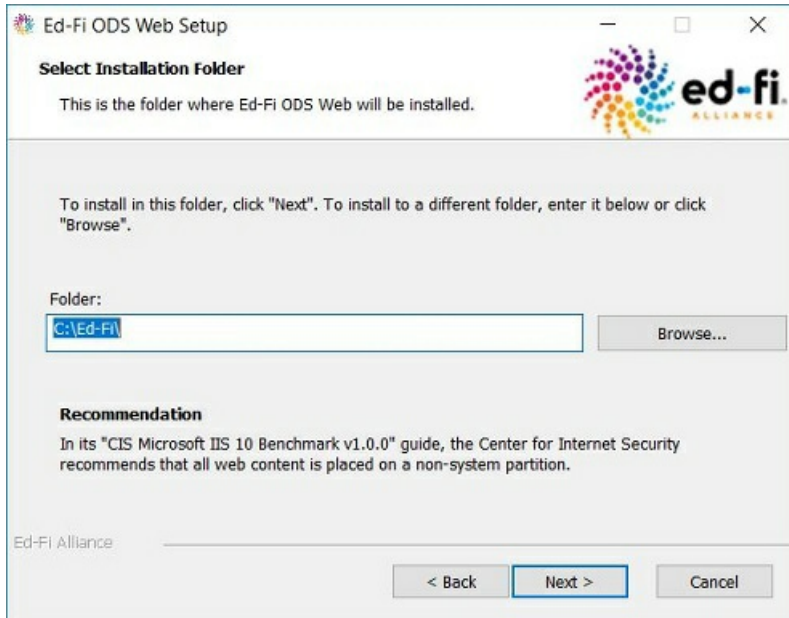 Ed-Fi ODS Web Setup
Select Installation Folder
This is the folder where Ed-Fi ODS Web will be installed.
ed-fi.
ALLIANCE
To install in this folder, click "Next". To install to a different folder, enter it below or click
"Browse".
Folder:
C:\Ed-Fi\
Browse...
Recommendation
In its "CIS Microsoft IIS 10 Benchmark v1.0.0" guide, the Center for Internet Security
recommends that all web content is placed on a non-system partition.
Ed-Fi Alliance
< Back
Next >
Cancel